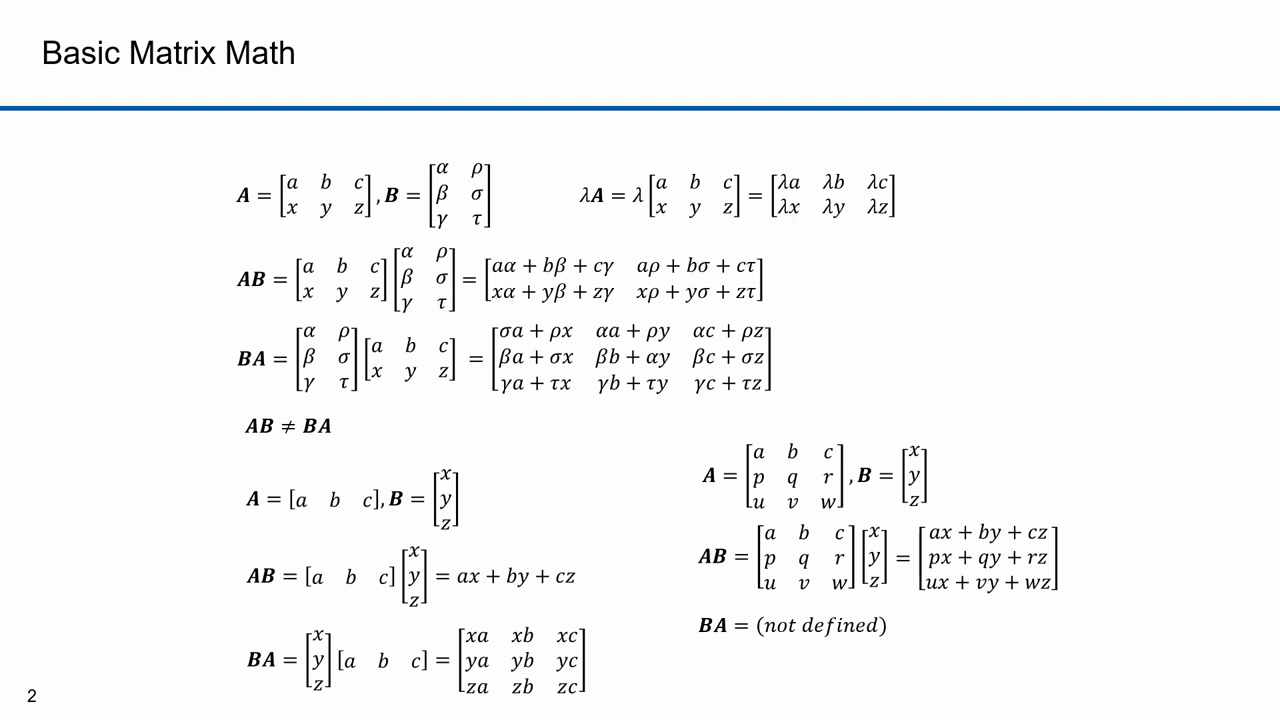 Basic Matrix Math
𝑨 = [a b c; x y z], 𝑩 = [α ρ; β σ; γ τ]
λ𝑨 = λ [a b c; x y z] = [λa λb λc; λx λy λz]
𝑨𝑩 = [a b c; x y z] [α ρ; β σ; γ τ] = [aα + bβ + cγ aρ + bσ + cτ; xα + yβ + zγ xρ + yσ + zτ]
𝑩𝑨 = [α ρ; β σ; γ τ] [a b c; x y z] = [σa + ρx αa + ρy αc + ρz; βa + σx βb + αy βc + σz; γa + τx γb + τy γc + τz]
𝑨𝑩 ≠ 𝑩𝑨
𝑨 = [a b c], 𝑩 = [x; y; z]
𝑨𝑩 = [a b c] [x; y; z] = ax + by + cz
𝑩𝑨 = [x; y; z] [a b c] = [xa xb xc; ya yb yc; za zb zc]
𝑨 = [a b c; p q r; u v w], 𝑩 = [x; y; z]
𝑨𝑩 = [a b c; p q r; u v w] [x; y; z] = [ax + by + cz; px + qy + rz; ux + vy + wz]
𝑩𝑨 = (not defined)
2